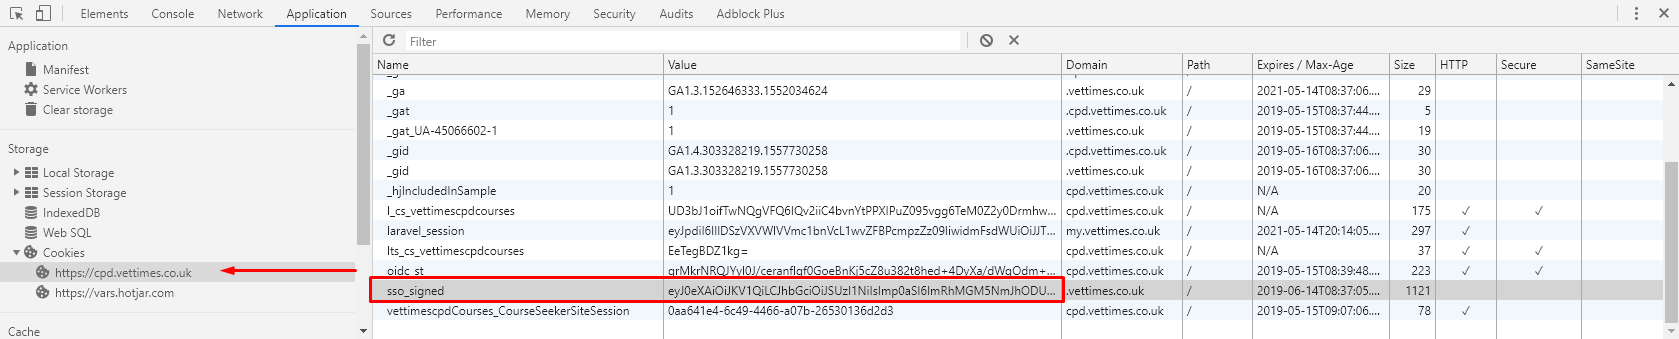 Elements Console Network Application Sources Performance Memory Security Audits Adblock Plus
Application
Manifest
Service Workers
Clear storage
Storage
Local Storage
Session Storage
IndexedDB
Web SQL
Cookies
https://cpd.vettimes.co.uk
https://vars.hotjar.com
Cache
Filter
Name Value Domain Path Expires / Max-Age Size HTTP Secure SameSite
_ga GA1.3.152646333.1552034624 .vettimes.co.uk / 2021-05-14T08:37:06.... 29
_gat 1 .cpd.vettimes.co.uk / 2019-05-15T08:37:44.... 5
_gat_UA-45066602-1 1 .vettimes.co.uk / 2019-05-15T08:37:44.... 19
_gid GA1.4.303328219.1557730258 .cpd.vettimes.co.uk / 2019-05-16T08:37:06.... 30
_gid GA1.3.303328219.1557730258 .vettimes.co.uk / 2019-05-16T08:37:06.... 30
_hjIncludedInSample 1 cpd.vettimes.co.uk / N/A 20
l_cs_vettimescpdcourses cpd.vettimes.co.uk / N/A 175 ✓ ✓
laravel_session my.vettimes.co.uk / 2021-05-14T20:14:05.... 297 ✓
lts_cs_vettimescpdcourses EeTegBDZ1kg= cpd.vettimes.co.uk / N/A 37 ✓ ✓
oidc_st cpd.vettimes.co.uk / 2019-05-15T08:39:48.... 223 ✓ ✓
sso_signed .vettimes.co.uk / 2019-06-14T08:37:05.... 1121
vettimescpdCourses_CourseSeekerSiteSession 0aa641e4-6c49-4466-a07b-26530136d2d3 cpd.vettimes.co.uk / 2019-05-15T09:07:06.... 78 ✓